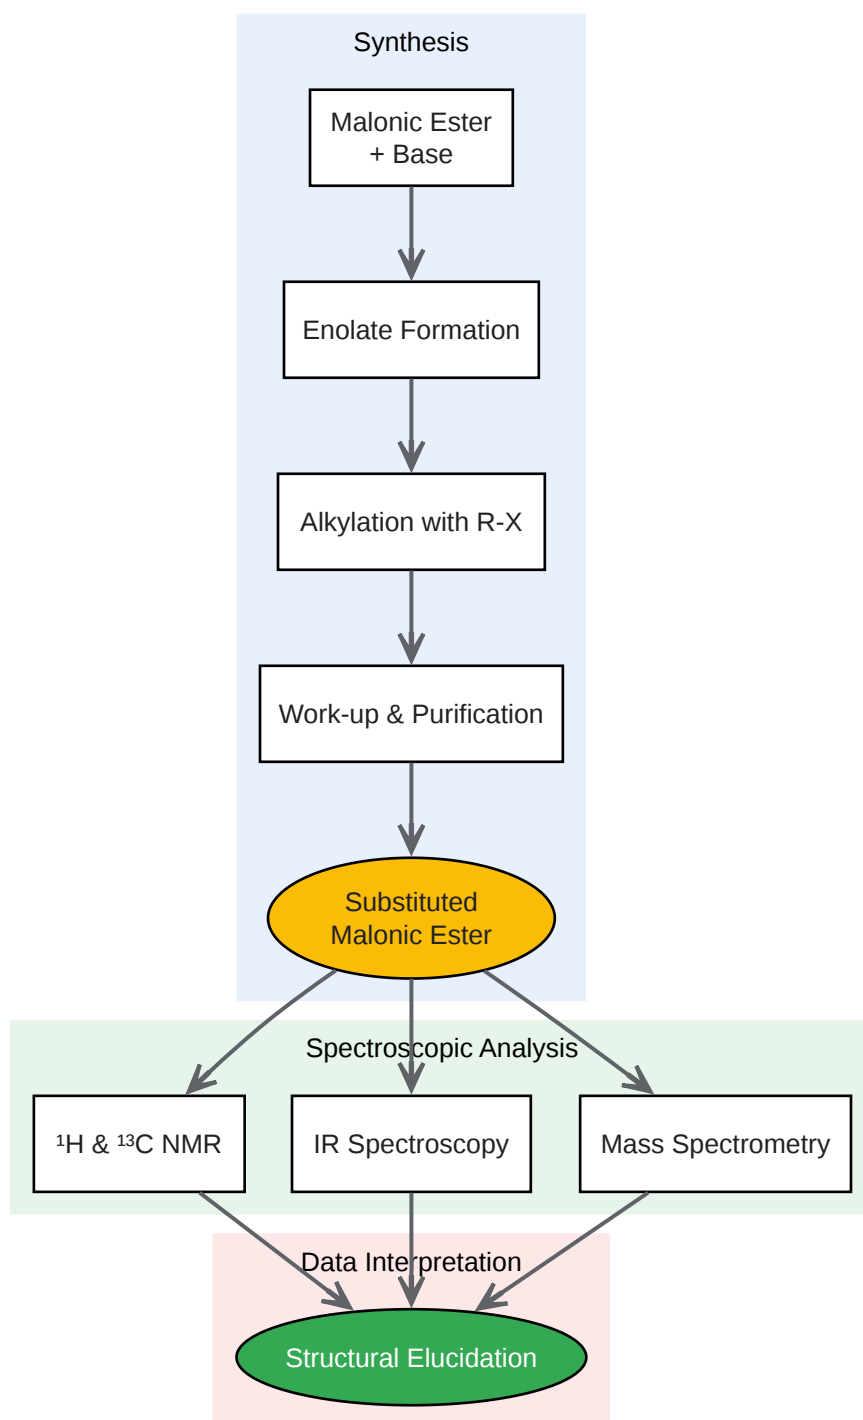 Synthesis
Malonic Ester
+ Base
Enolate Formation
Alkylation with R-X
Work-up & Purification
Substituted
Malonic Ester
Spectroscopic Analysis
¹H & ¹³C NMR
IR Spectroscopy
Mass Spectrometry
Data Interpretation
Structural Elucidation